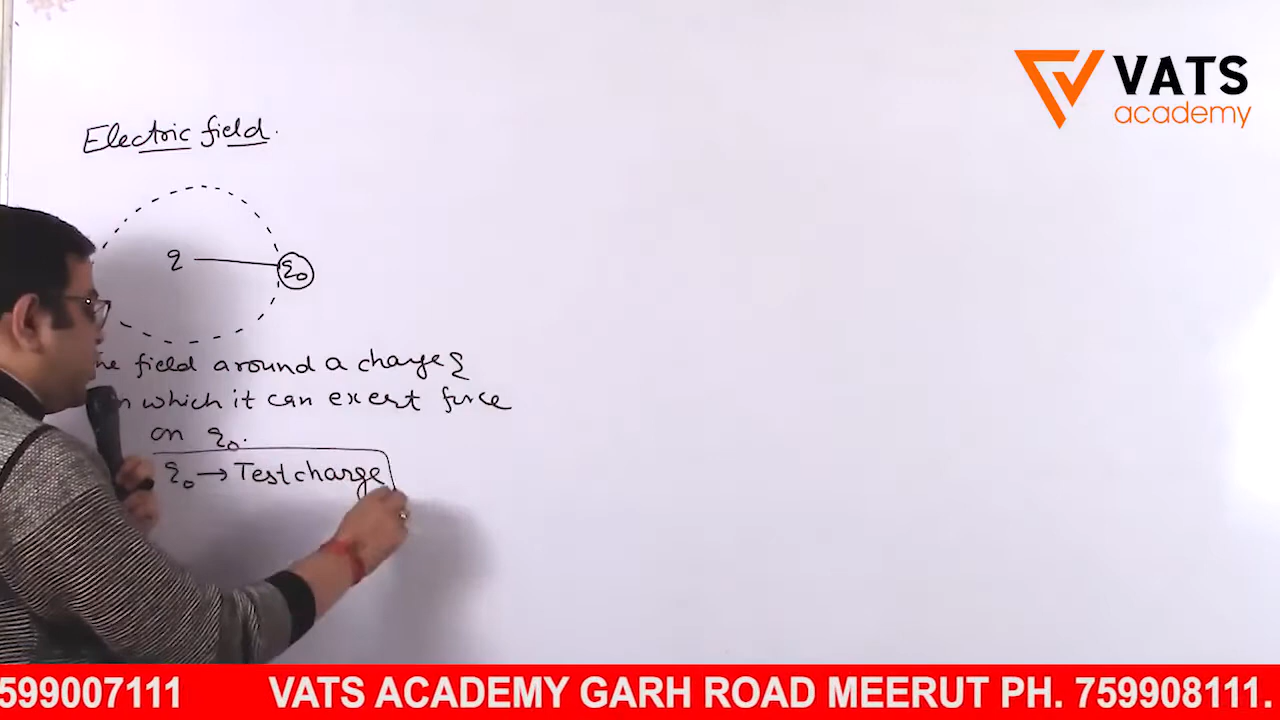 VATS
academy
Electric field.
q
q₀
field around a charge q
which it can exert force
on q₀.
q₀ → Test charge
599007111 VATS ACADEMY GARH ROAD MEERUT PH. 759908111.